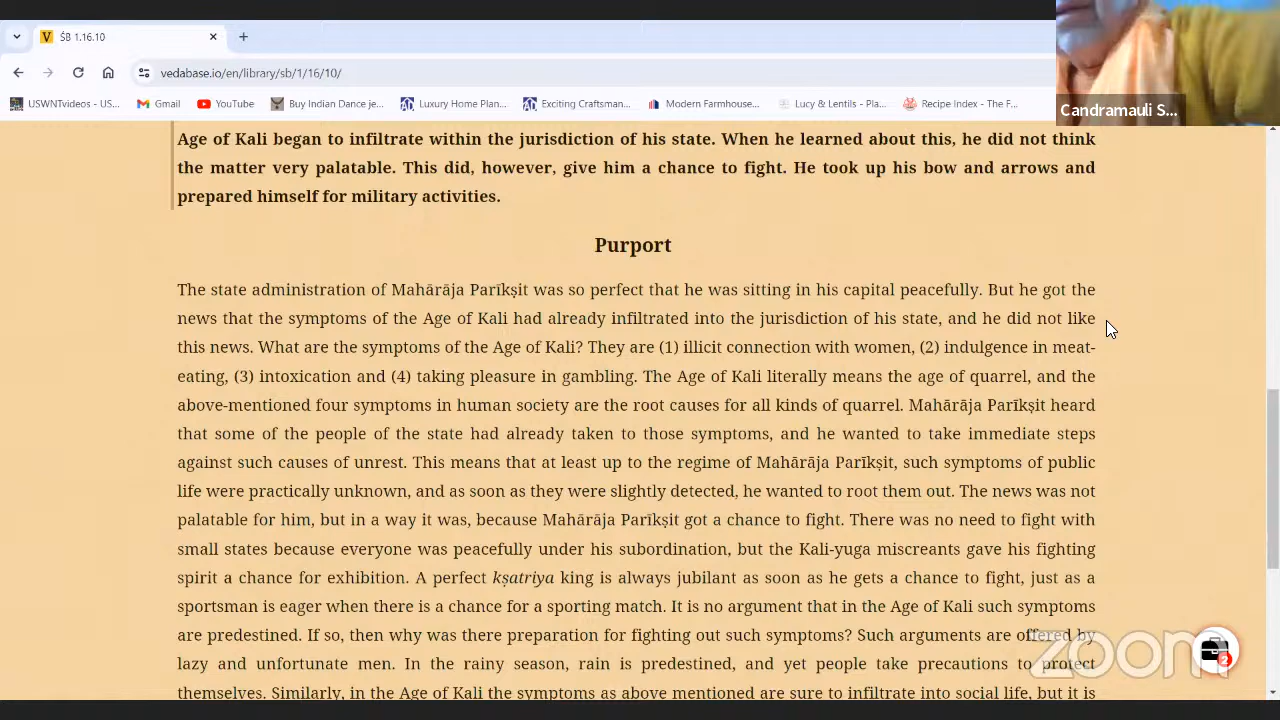 ŚB 1.16.10
vedabase.io/en/library/sb/1/16/10/
USWNTvideos - US... Gmail YouTube Buy Indian Dance je... Luxury Home Plan... Exciting Craftsman... Modern Farmhouse... Lucy & Lentils - Pla... Recipe Index - The F...
Candramauli S...
Age of Kali began to infiltrate within the jurisdiction of his state. When he learned about this, he did not think
the matter very palatable. This did, however, give him a chance to fight. He took up his bow and arrows and
prepared himself for military activities.
Purport
The state administration of Mahārāja Parīkṣit was so perfect that he was sitting in his capital peacefully. But he got the
news that the symptoms of the Age of Kali had already infiltrated into the jurisdiction of his state, and he did not like
this news. What are the symptoms of the Age of Kali? They are (1) illicit connection with women, (2) indulgence in meat-
eating, (3) intoxication and (4) taking pleasure in gambling. The Age of Kali literally means the age of quarrel, and the
above-mentioned four symptoms in human society are the root causes for all kinds of quarrel. Mahārāja Parīkṣit heard
that some of the people of the state had already taken to those symptoms, and he wanted to take immediate steps
against such causes of unrest. This means that at least up to the regime of Mahārāja Parīkṣit, such symptoms of public
life were practically unknown, and as soon as they were slightly detected, he wanted to root them out. The news was not
palatable for him, but in a way it was, because Mahārāja Parīkṣit got a chance to fight. There was no need to fight with
small states because everyone was peacefully under his subordination, but the Kali-yuga miscreants gave his fighting
spirit a chance for exhibition. A perfect kṣatriya king is always jubilant as soon as he gets a chance to fight, just as a
sportsman is eager when there is a chance for a sporting match. It is no argument that in the Age of Kali such symptoms
are predestined. If so, then why was there preparation for fighting out such symptoms? Such arguments are offered by
lazy and unfortunate men. In the rainy season, rain is predestined, and yet people take precautions to protect
themselves. Similarly, in the Age of Kali the symptoms as above mentioned are sure to infiltrate into social life, but it is
zoom
2